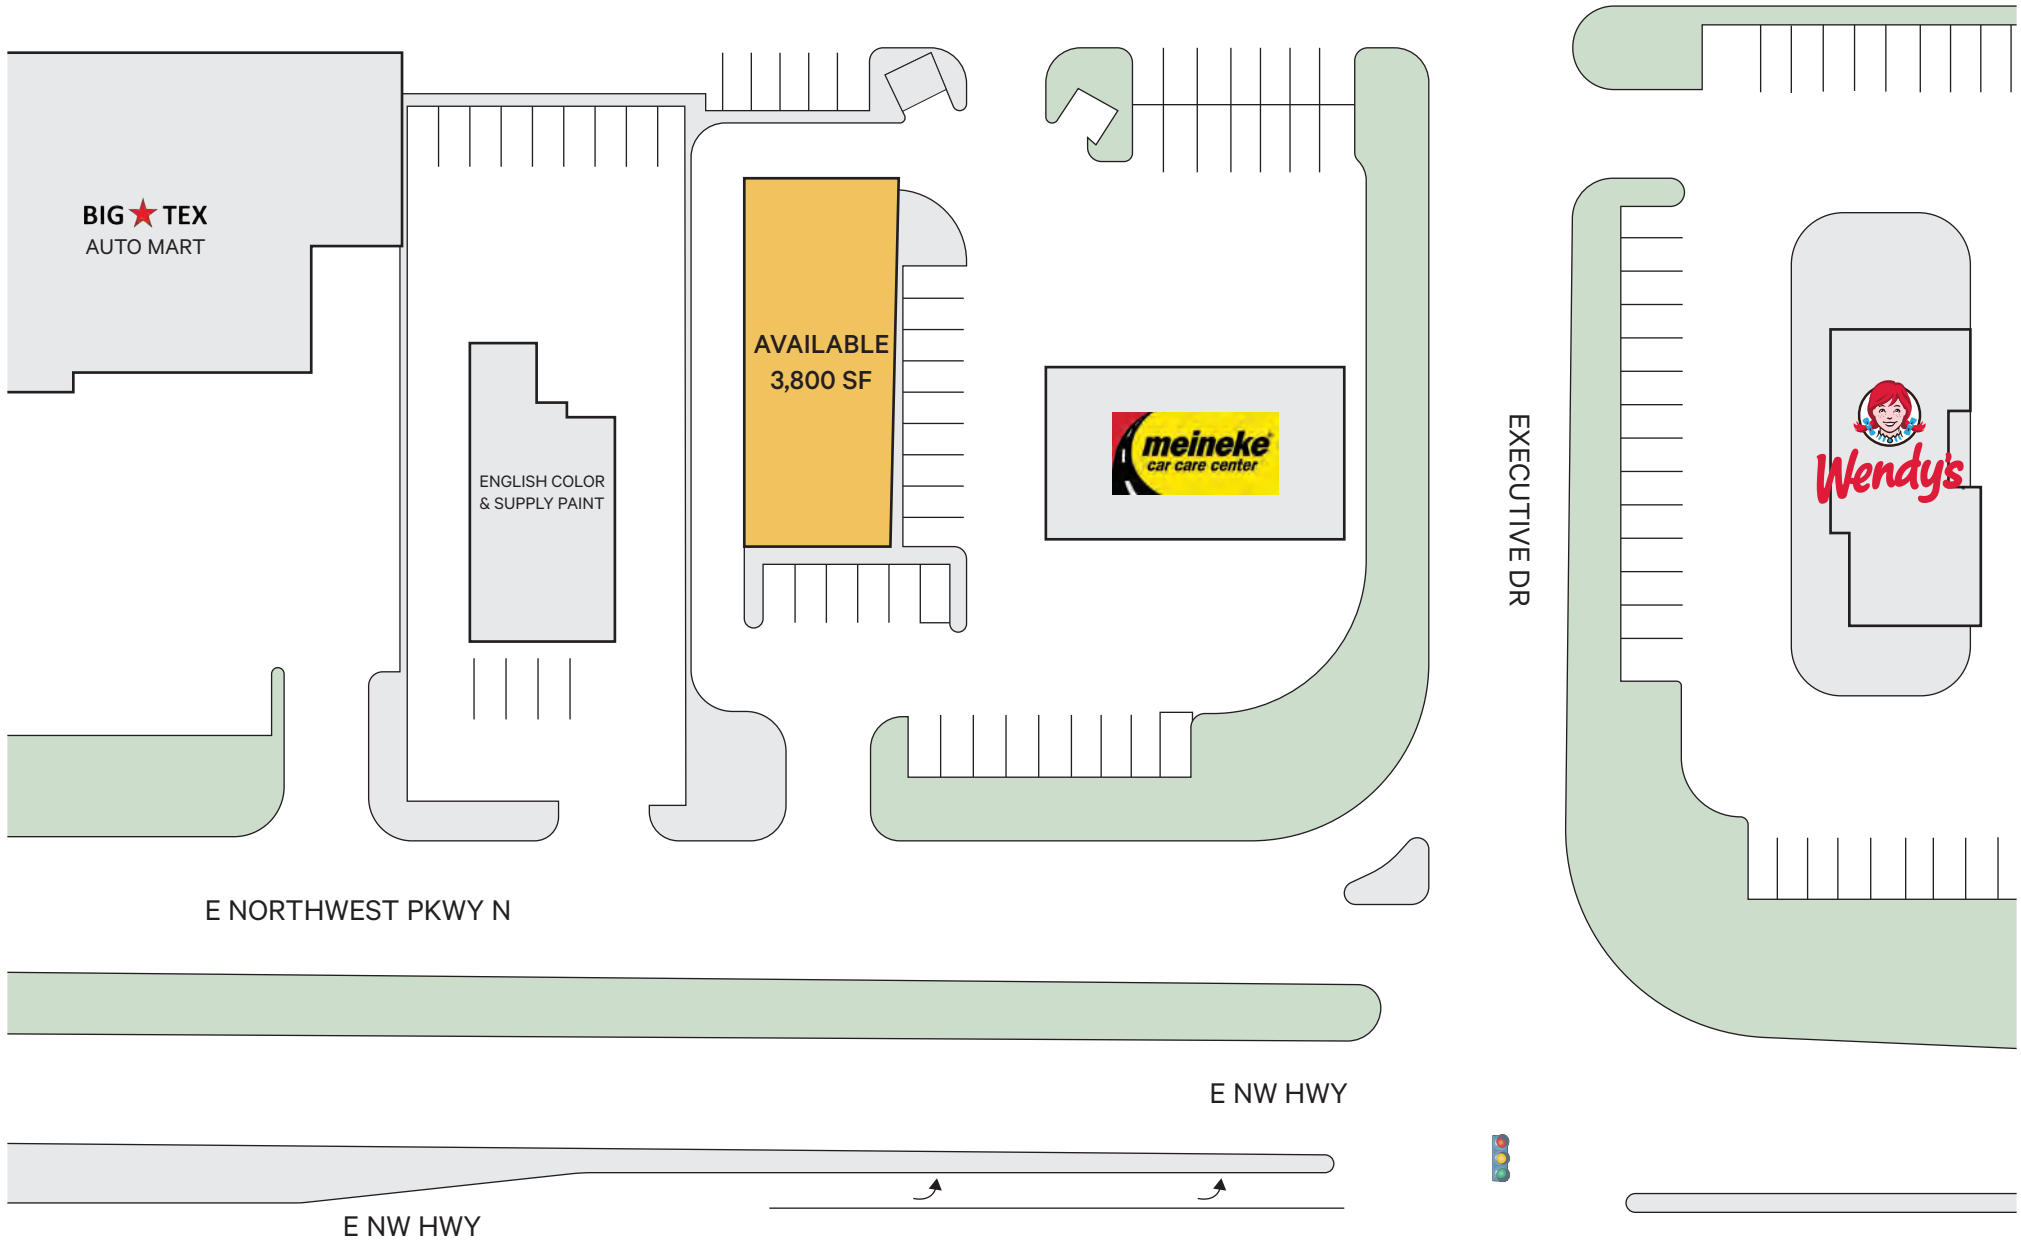 BIG TEX
AUTO MART
AVAILABLE
3,800 SF
ENGLISH COLOR
& SUPPLY PAINT
meineke
car care center
EXECUTIVE DR
Wendy's
E NORTHWEST PKWY N
E NW HWY
E NW HWY